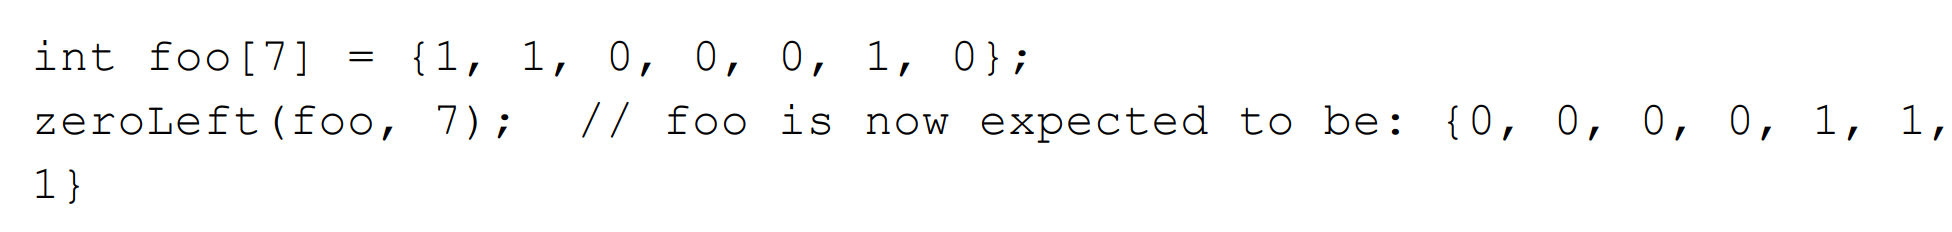 int foo[7] = {1, 1, 0, 0, 0, 1, 0};
zeroLeft(foo, 7);  // foo is now expected to be: {0, 0, 0, 0, 1, 1,
1}